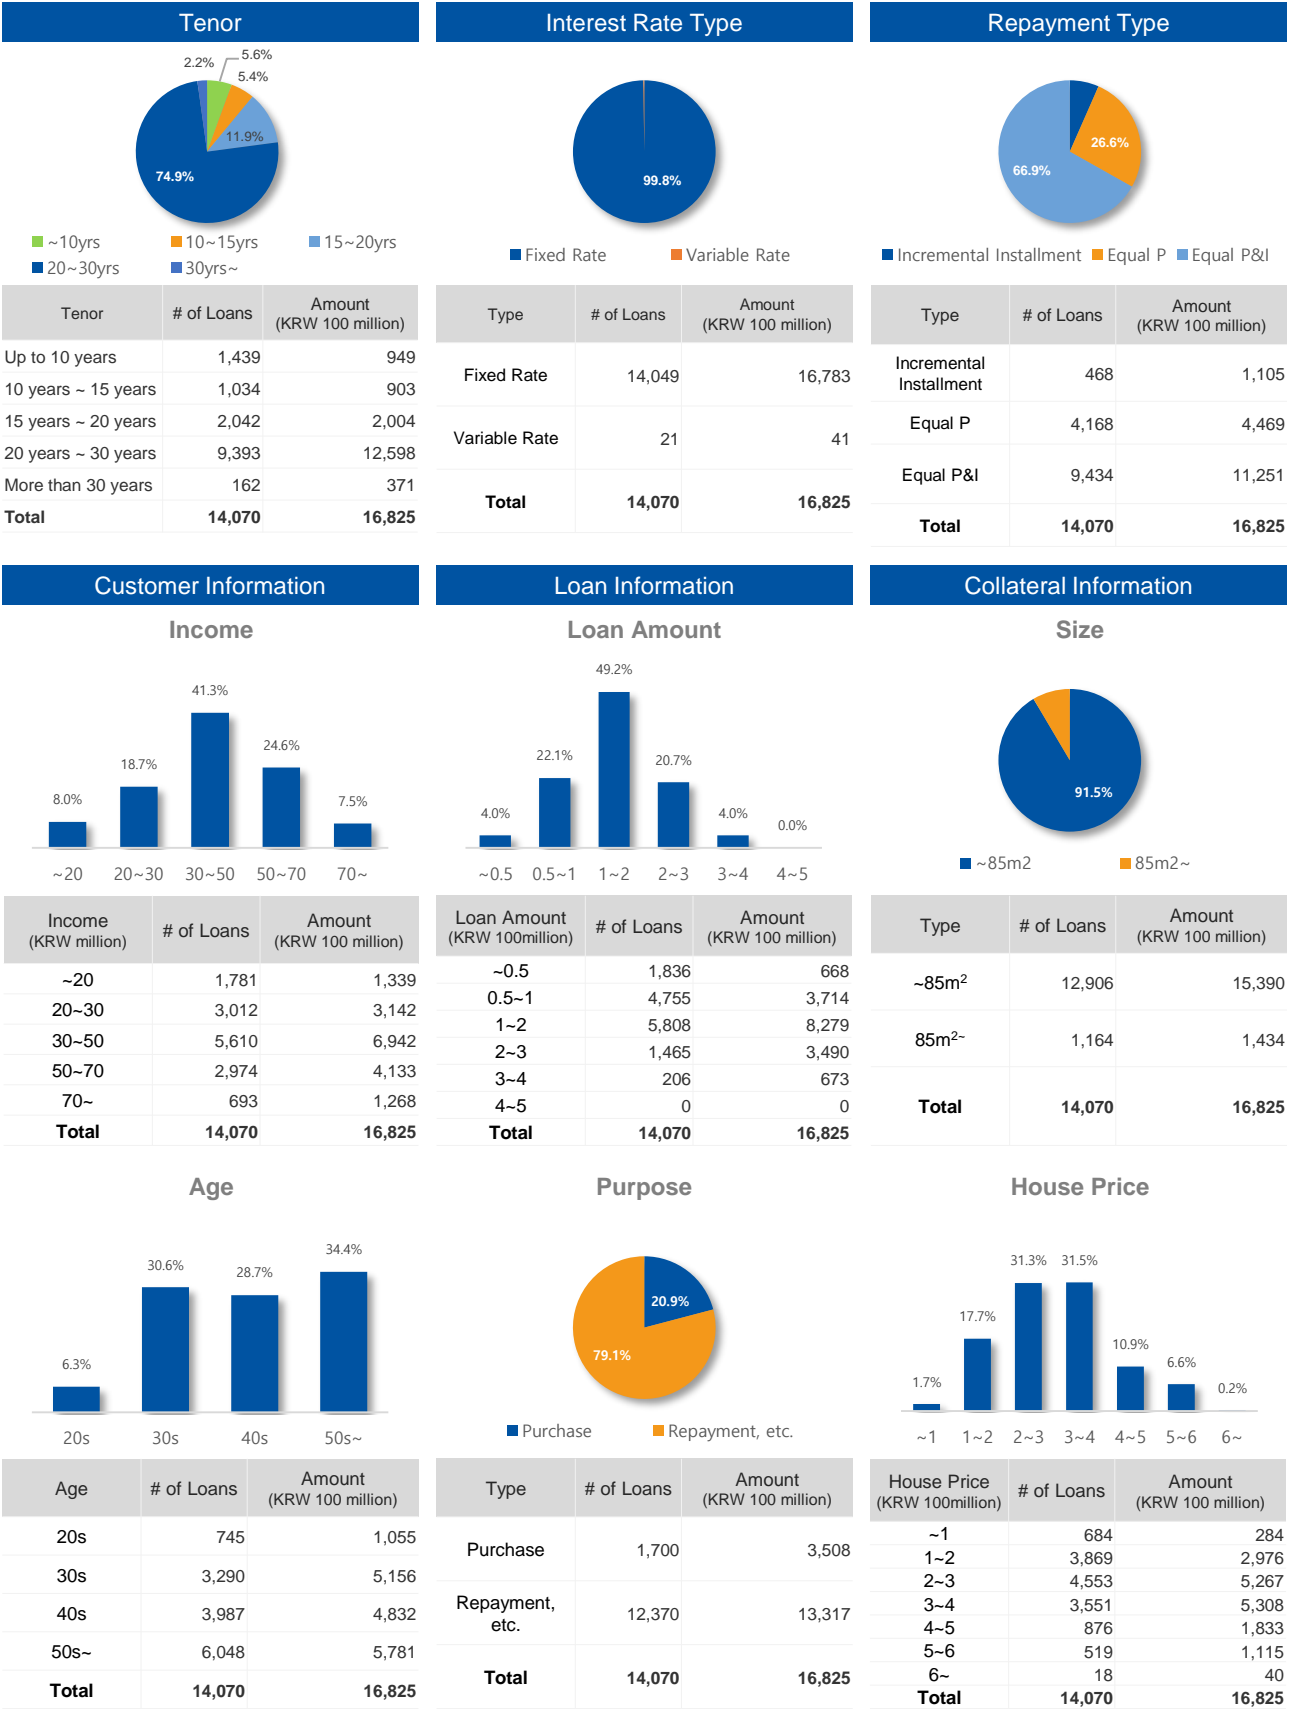 Tenor
5.6%
2.2%
5.4%
11.9%
74.9%
~10yrs 10~15yrs 15~20yrs
20~30yrs 30yrs~
Tenor # of Loans Amount
(KRW 100 million)
Up to 10 years 1,439 949
10 years ~ 15 years 1,034 903
15 years ~ 20 years 2,042 2,004
20 years ~ 30 years 9,393 12,598
More than 30 years 162 371
Total 14,070 16,825
Interest Rate Type
99.8%
Fixed Rate Variable Rate
Type # of Loans Amount
(KRW 100 million)
Fixed Rate 14,049 16,783
Variable Rate 21 41
Total 14,070 16,825
Repayment Type
26.6%
66.9%
Incremental Installment Equal P Equal P&I
Type # of Loans Amount
(KRW 100 million)
Incremental
Installment 468 1,105
Equal P 4,168 4,469
Equal P&I 9,434 11,251
Total 14,070 16,825
Customer Information
Income
41.3%
24.6%
18.7%
8.0%
7.5%
~20 20~30 30~50 50~70 70~
Income
(KRW million) # of Loans Amount
(KRW 100 million)
~20 1,781 1,339
20~30 3,012 3,142
30~50 5,610 6,942
50~70 2,974 4,133
70~ 693 1,268
Total 14,070 16,825
Loan Information
Loan Amount
49.2%
22.1%
20.7%
4.0%
4.0%
0.0%
~0.5 0.5~1 1~2 2~3 3~4 4~5
Loan Amount
(KRW 100million) # of Loans Amount
(KRW 100 million)
~0.5 1,836 668
0.5~1 4,755 3,714
1~2 5,808 8,279
2~3 1,465 3,490
3~4 206 673
4~5 0 0
Total 14,070 16,825
Collateral Information
Size
91.5%
~85m2 85m2~
Type # of Loans Amount
(KRW 100 million)
~85m² 12,906 15,390
85m²~ 1,164 1,434
Total 14,070 16,825
Age
34.4%
30.6%
28.7%
6.3%
20s 30s 40s 50s~
Age # of Loans Amount
(KRW 100 million)
20s 745 1,055
30s 3,290 5,156
40s 3,987 4,832
50s~ 6,048 5,781
Total 14,070 16,825
Purpose
20.9%
79.1%
Purchase Repayment, etc.
Type # of Loans Amount
(KRW 100 million)
Purchase 1,700 3,508
Repayment,
etc. 12,370 13,317
Total 14,070 16,825
House Price
31.3% 31.5%
17.7%
10.9%
6.6%
1.7%
0.2%
~1 1~2 2~3 3~4 4~5 5~6 6~
House Price
(KRW 100million) # of Loans Amount
(KRW 100 million)
~1 684 284
1~2 3,869 2,976
2~3 4,553 5,267
3~4 3,551 5,308
4~5 876 1,833
5~6 519 1,115
6~ 18 40
Total 14,070 16,825